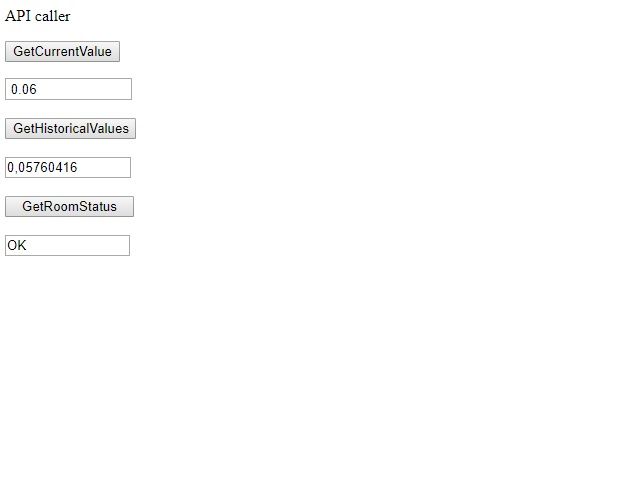 API caller
GetCurrentValue
0.06
GetHistoricalValues
0,05760416
GetRoomStatus
OK